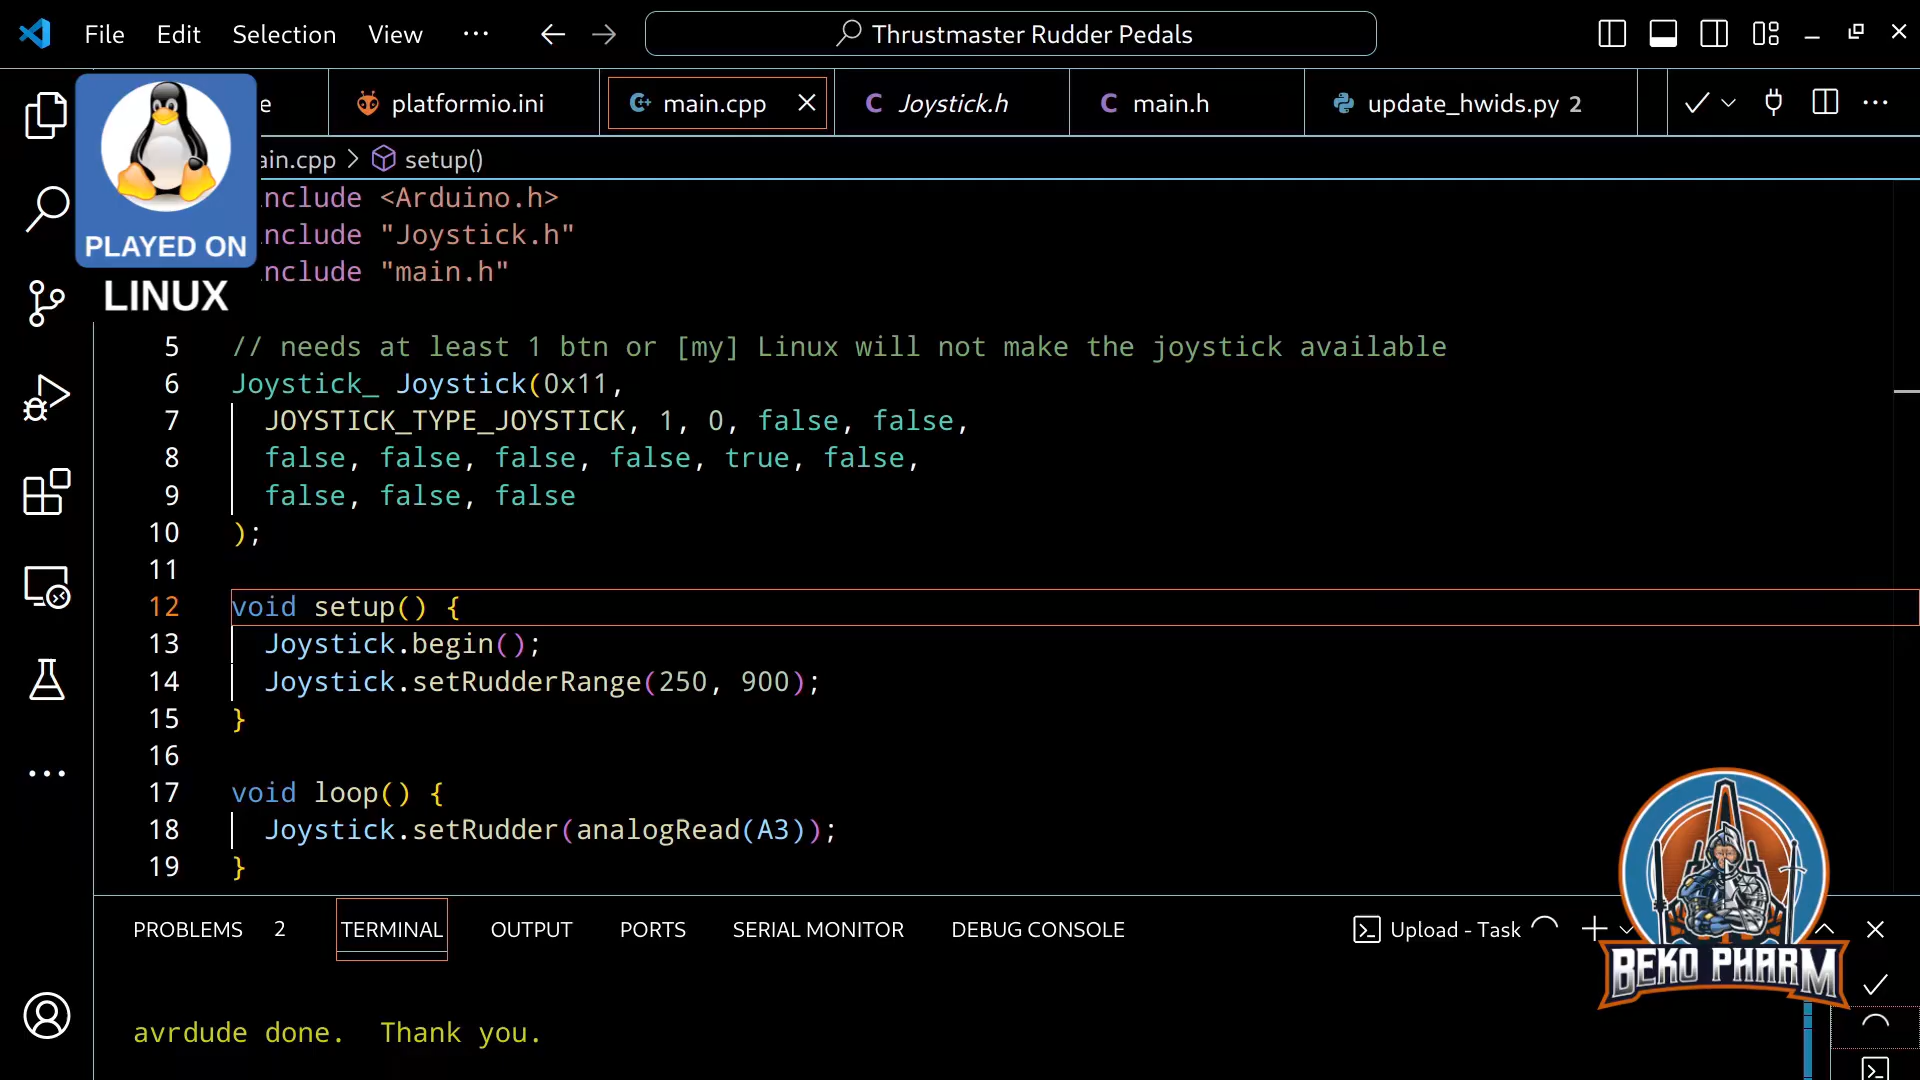 File Edit Selection View ··· Thrustmaster Rudder Pedals
e platformio.ini main.cpp Joystick.h main.h update_hwids.py 2
ain.cpp > setup()
nclude <Arduino.h>
nclude "Joystick.h"
nclude "main.h"
PLAYED ON
LINUX
5 // needs at least 1 btn or [my] Linux will not make the joystick available
6 Joystick_ Joystick(0x11,
7 JOYSTICK_TYPE_JOYSTICK, 1, 0, false, false,
8 false, false, false, false, true, false,
9 false, false, false
10 );
11
12 void setup() {
13 Joystick.begin();
14 Joystick.setRudderRange(250, 900);
15 }
16
17 void loop() {
18 Joystick.setRudder(analogRead(A3));
19 }
PROBLEMS 2 TERMINAL OUTPUT PORTS SERIAL MONITOR DEBUG CONSOLE Upload - Task
BEKO PHARM
avrdude done. Thank you.